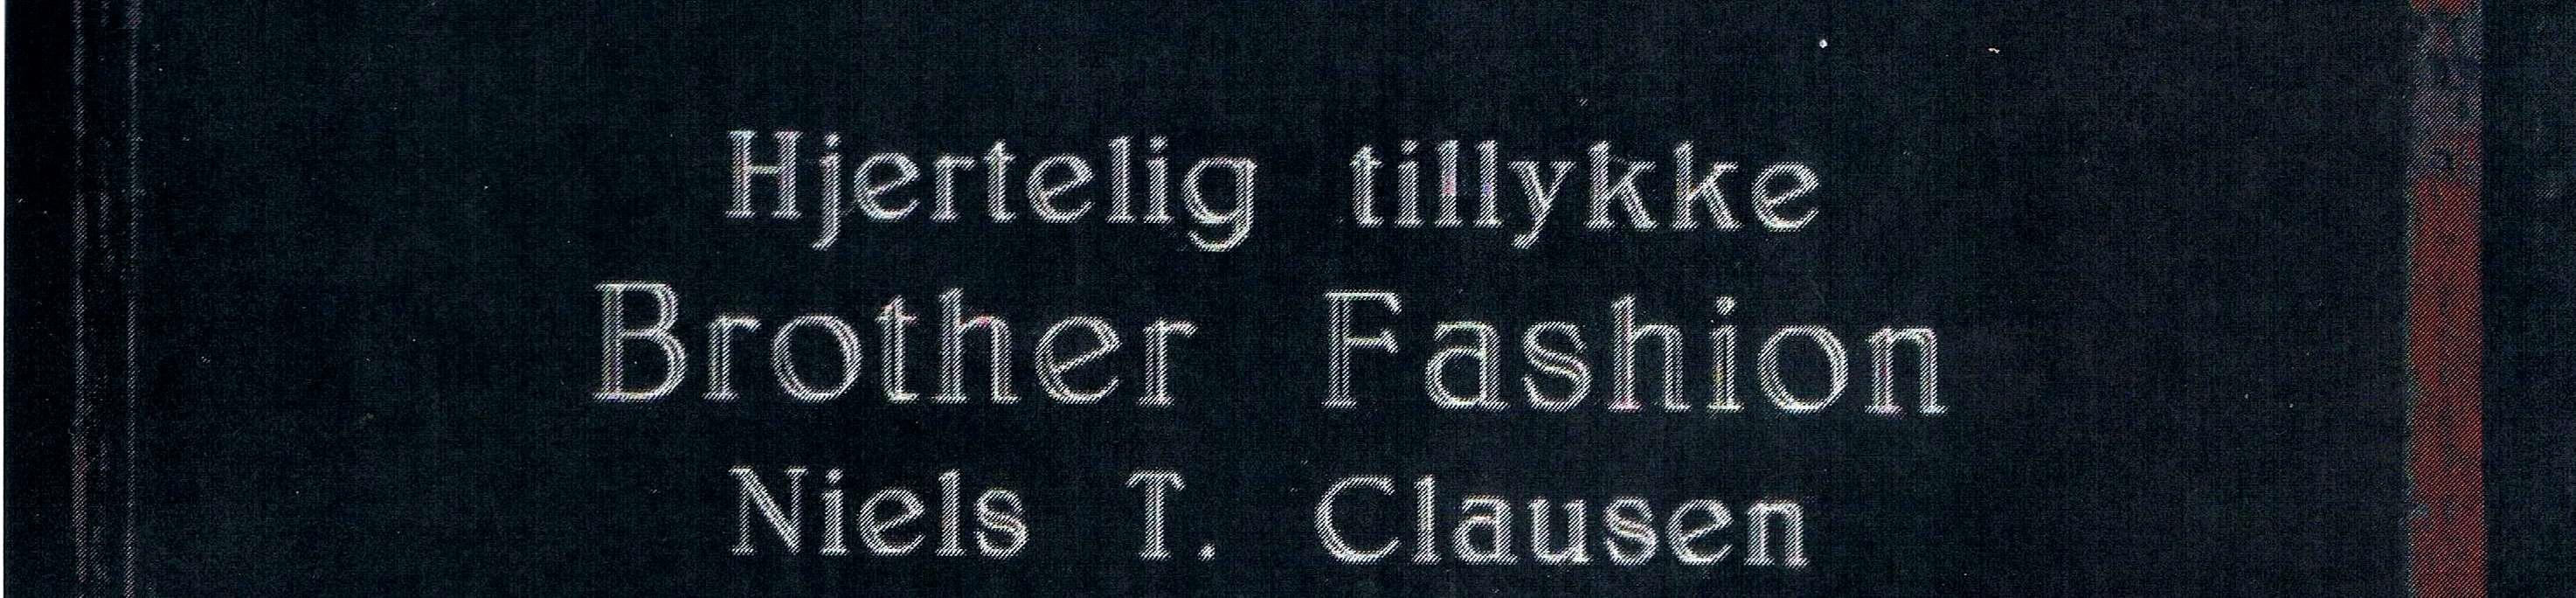 Hjertelig tillykke
Brother Fashion
Niels T. Clausen